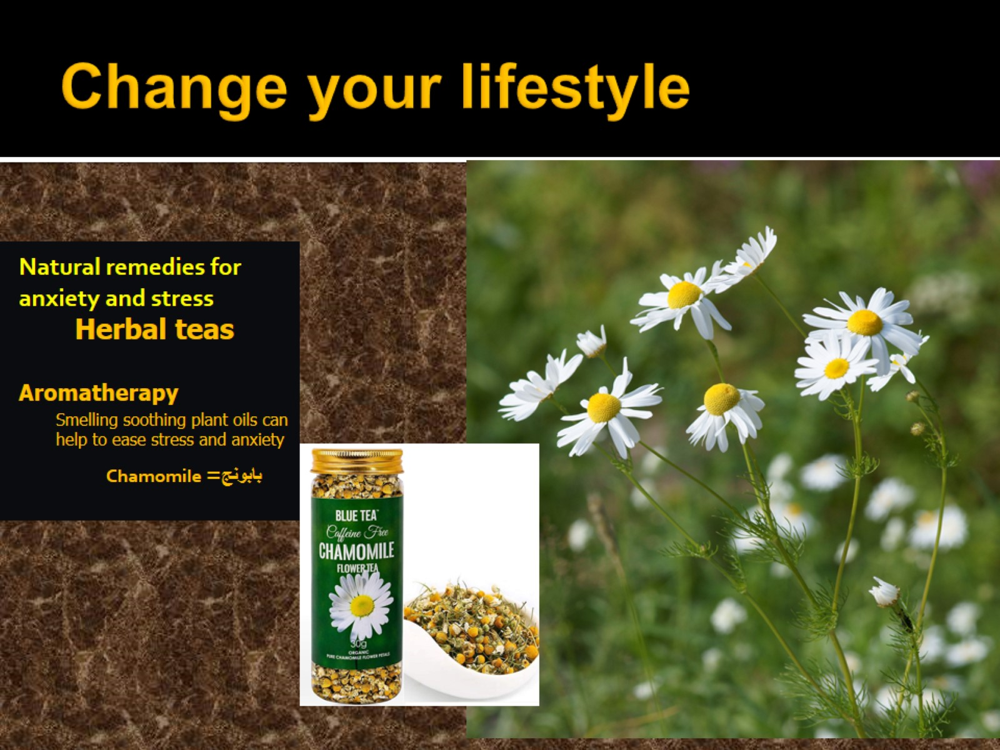 Change your lifestyle
Natural remedies for
anxiety and stress
Herbal teas
Aromatherapy
Smelling soothing plant oils can
help to ease stress and anxiety
Chamomile =بابونج
BLUE TEA™
Caffeine Free
CHAMOMILE
FLOWER TEA
30g
ORGANIC
PURE CHAMOMILE FLOWER PETALS